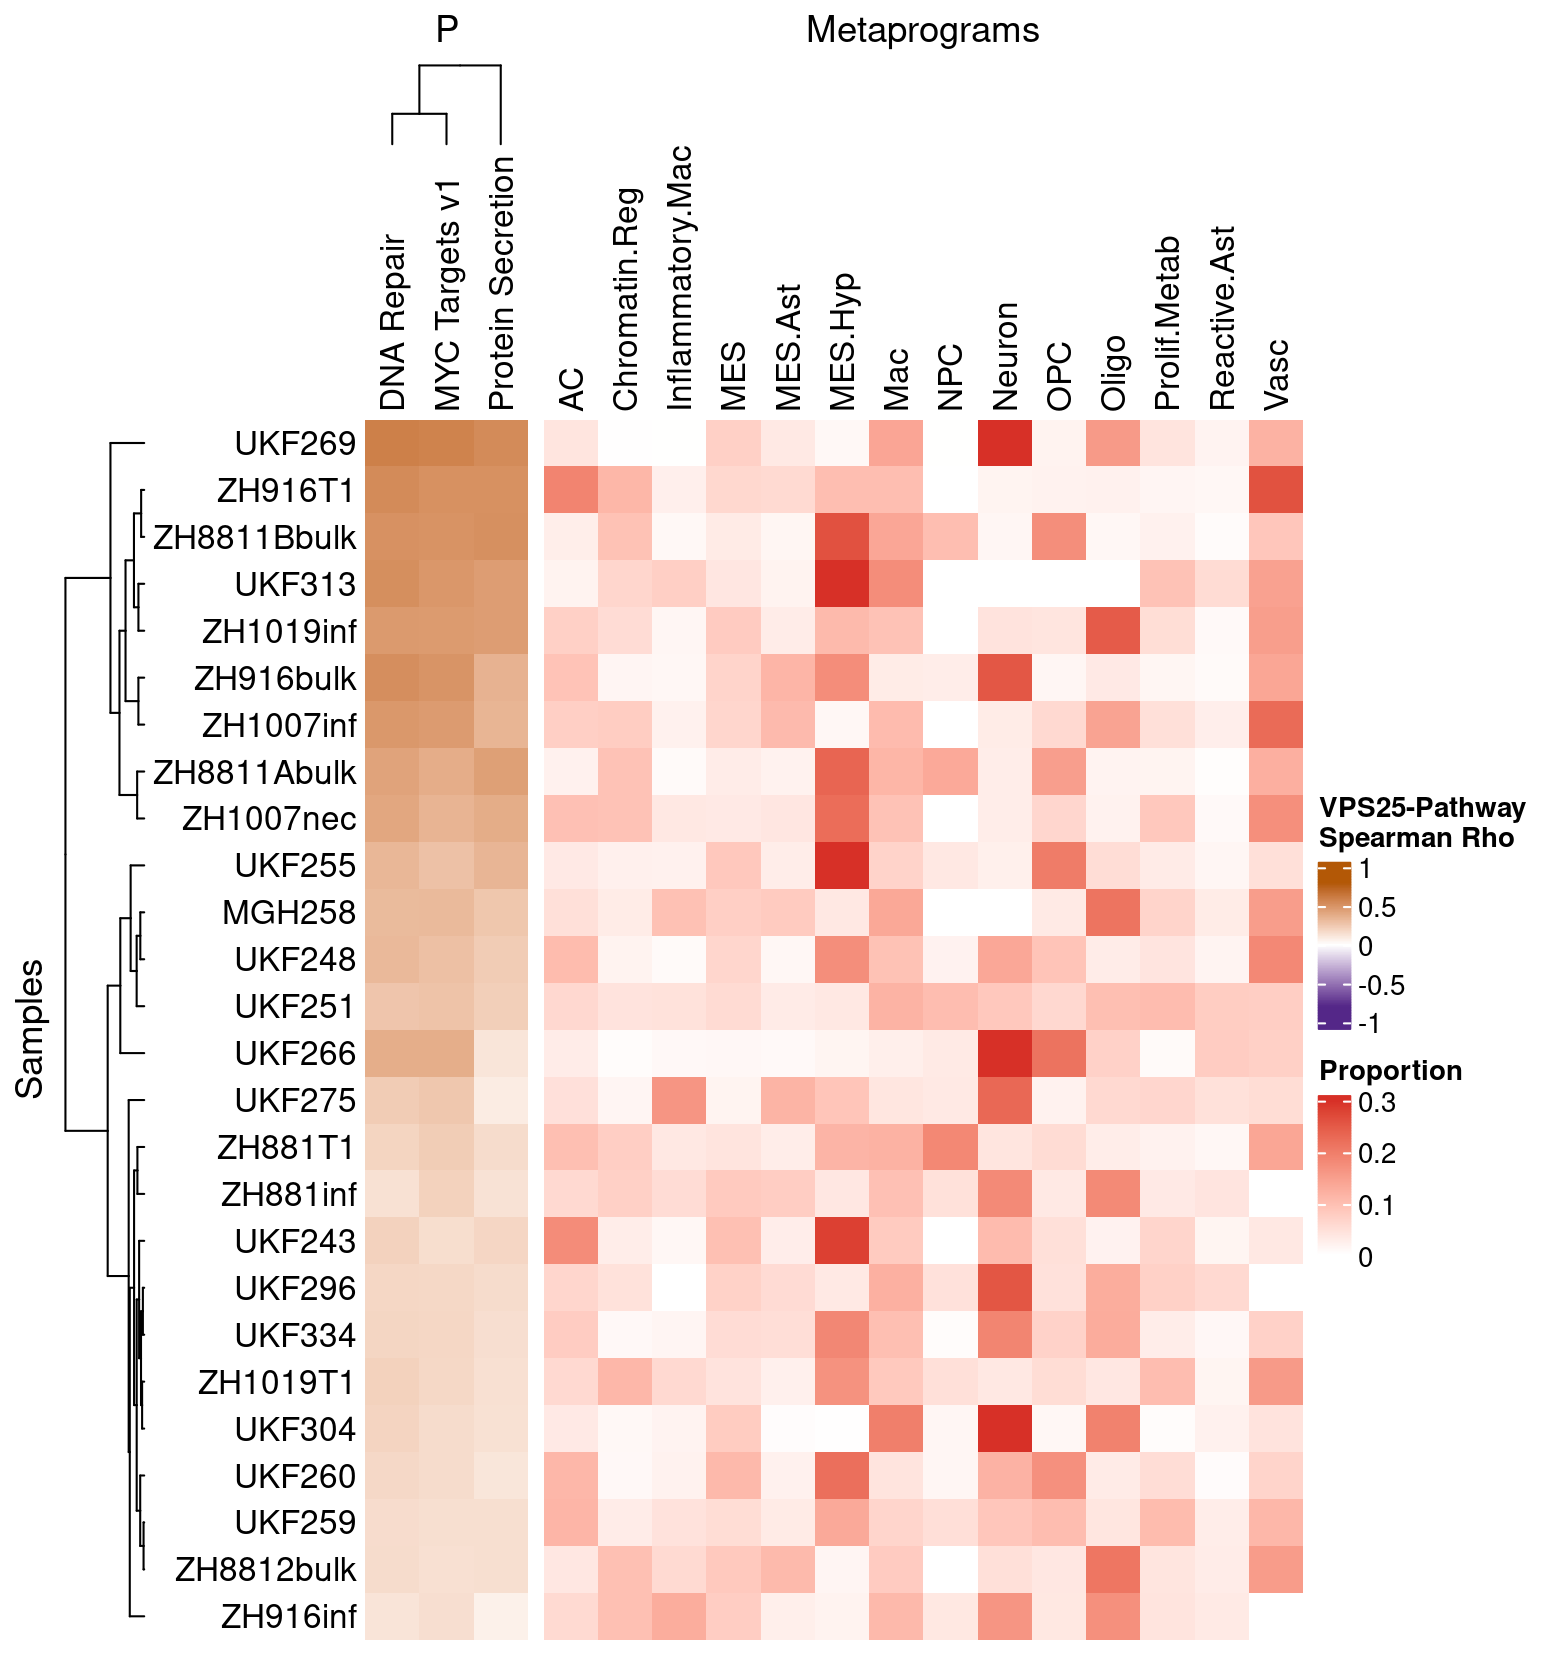 P
Metaprograms
DNA Repair
MYC Targets v1
Protein Secretion
AC
Chromatin.Reg
Inflammatory.Mac
MES
MES.Ast
MES.Hyp
Mac
NPC
Neuron
OPC
Oligo
Prolif.Metab
Reactive.Ast
Vasc
Samples
UKF269
ZH916T1
ZH8811Bbulk
UKF313
ZH1019inf
ZH916bulk
ZH1007inf
ZH8811Abulk
ZH1007nec
UKF255
MGH258
UKF248
UKF251
UKF266
UKF275
ZH881T1
ZH881inf
UKF243
UKF296
UKF334
ZH1019T1
UKF304
UKF260
UKF259
ZH8812bulk
ZH916inf
VPS25-Pathway
Spearman Rho
1
0.5
0
-0.5
-1
Proportion
0.3
0.2
0.1
0